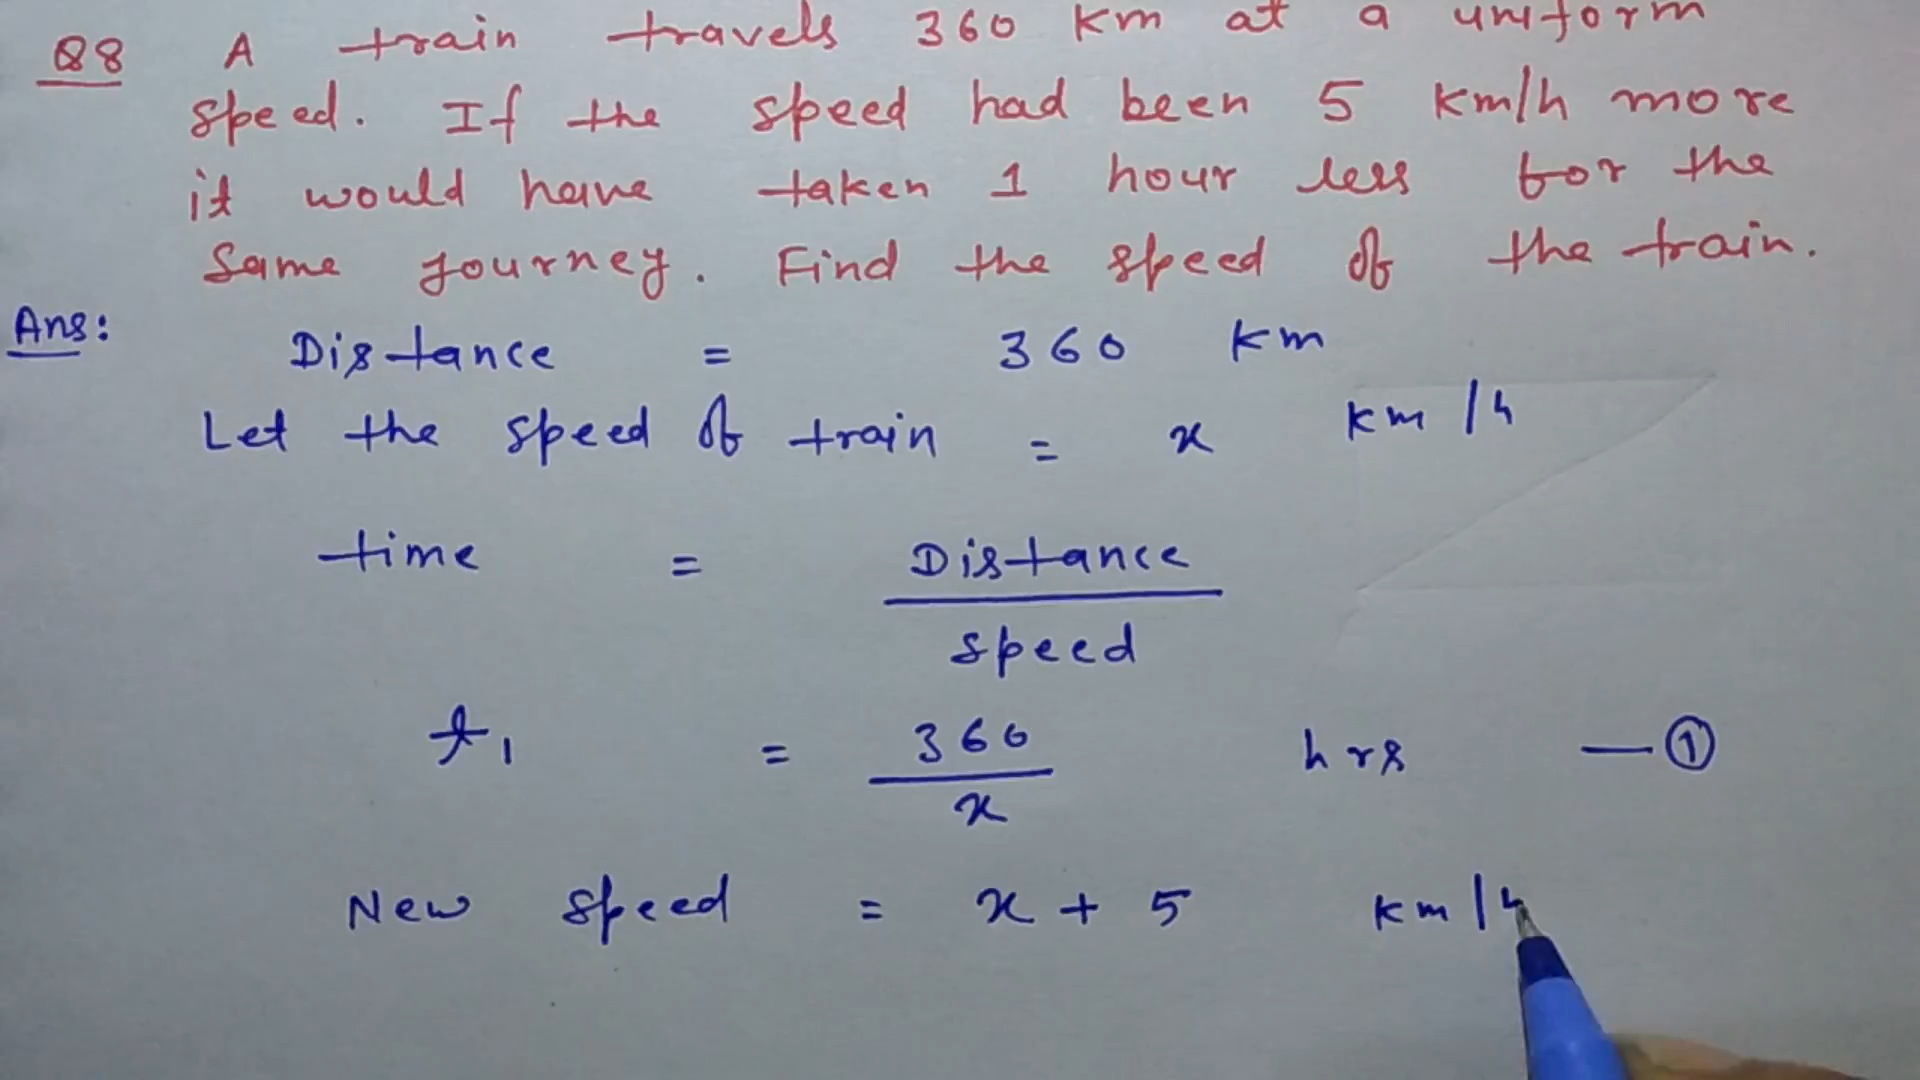 Q8 A train travels 360 km at a uniform
speed. If the speed had been 5 km/h more
it would have taken 1 hour less for the
same journey. Find the speed of the train.
Ans:
Distance = 360 km
Let the speed of train = x km/h
time = Distance
speed
t₁ = 360 hrs —①
x
New speed = x + 5 km/h